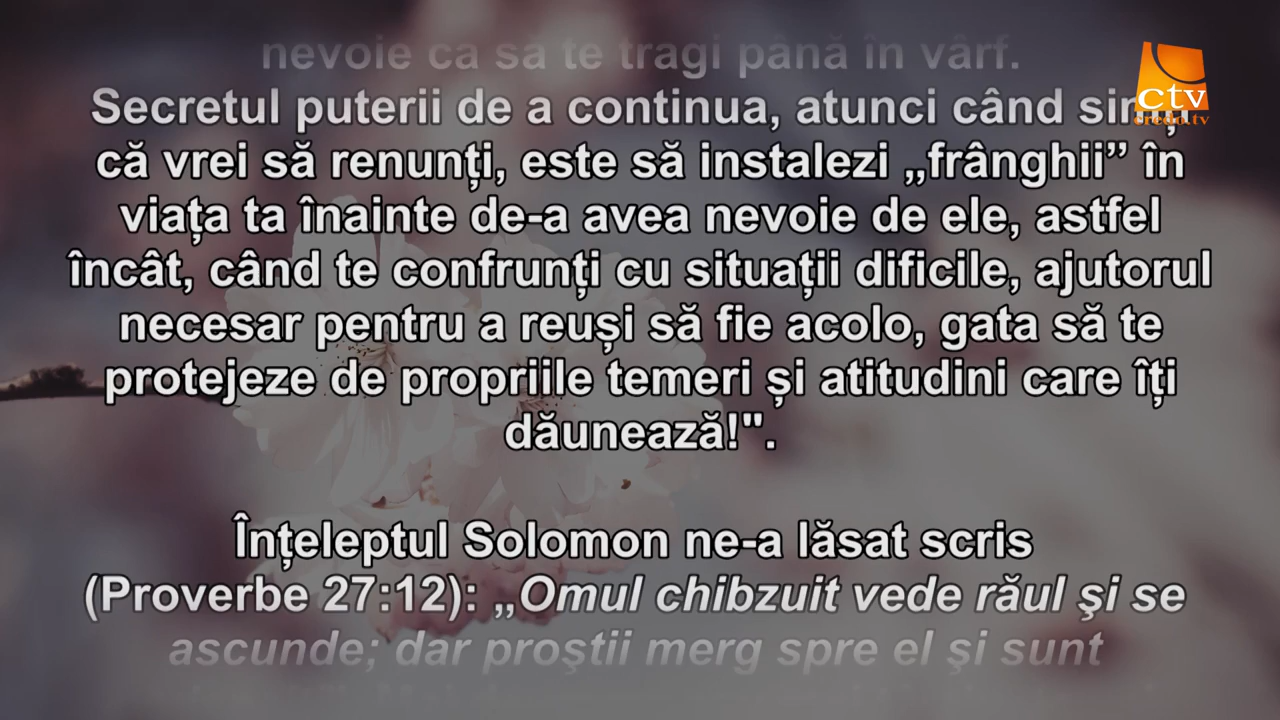 nevoie ca să te tragi până în vârf.
Secretul puterii de a continua, atunci când simți
că vrei să renunți, este să instalezi „frânghii” în
viața ta înainte de-a avea nevoie de ele, astfel
încât, când te confrunți cu situații dificile, ajutorul
necesar pentru a reuși să fie acolo, gata să te
protejeze de propriile temeri și atitudini care îți
dăunează!".
Înțeleptul Solomon ne-a lăsat scris
(Proverbe 27:12): „Omul chibzuit vede răul şi se
ascunde; dar proştii merg spre el şi sunt
ctv
credo.tv